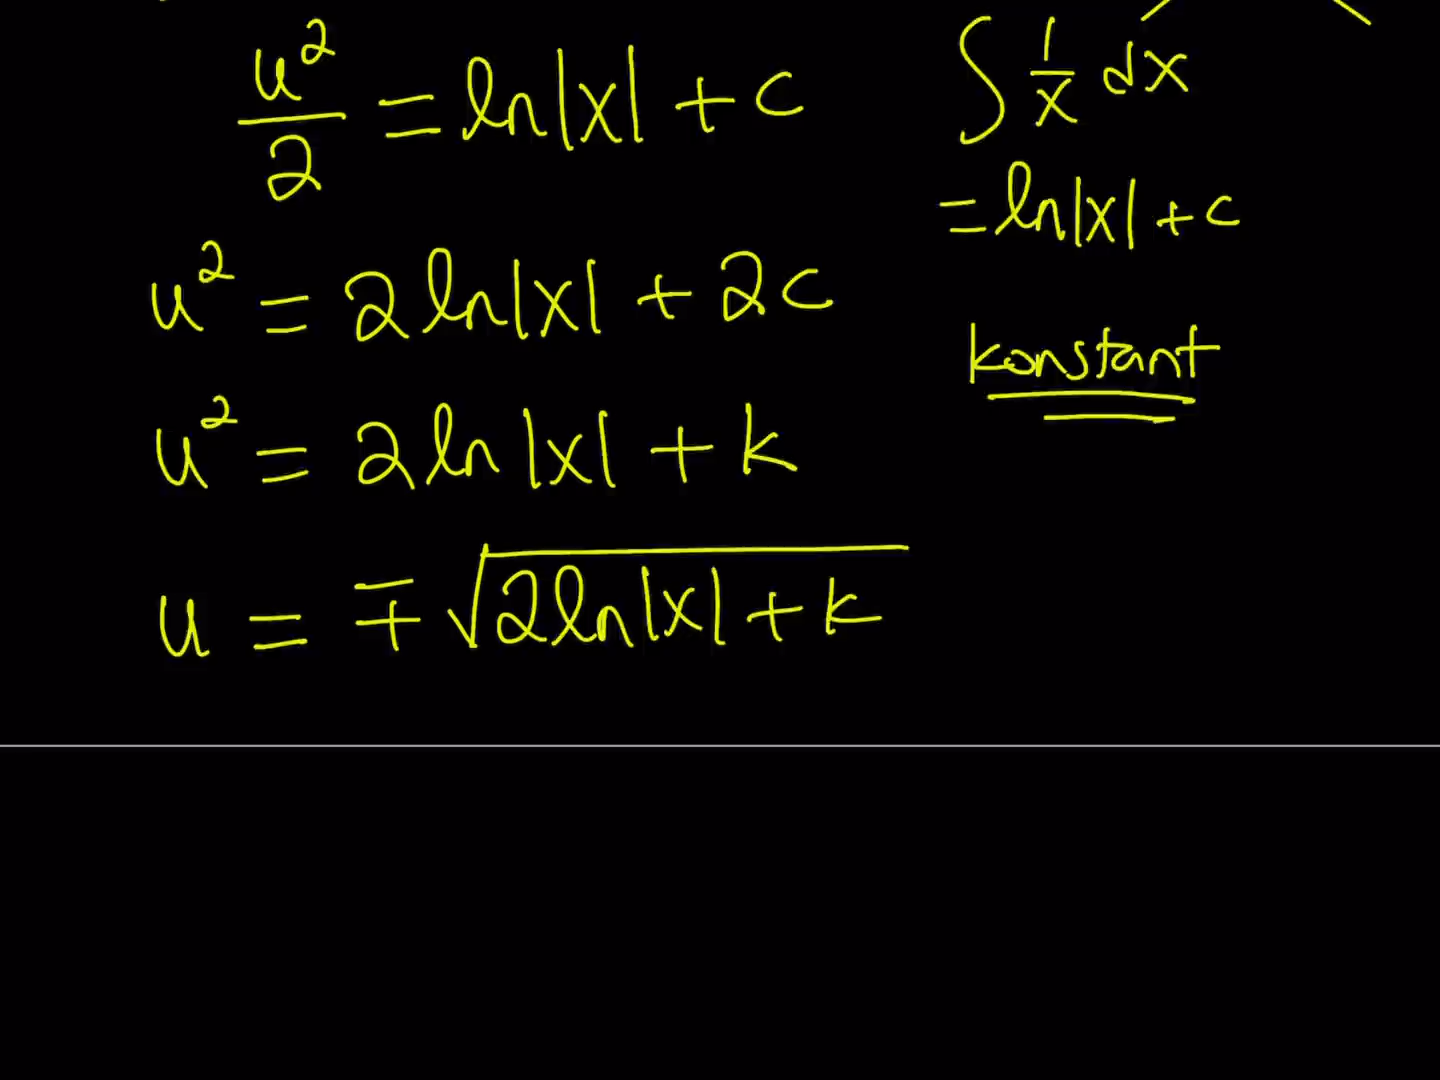 u²/2 = ln|x| + c
u² = 2ln|x| + 2c
u² = 2ln|x| + k
u = ∓√(2ln|x| + k)
∫ 1/x dx
= ln|x| + c
konstant